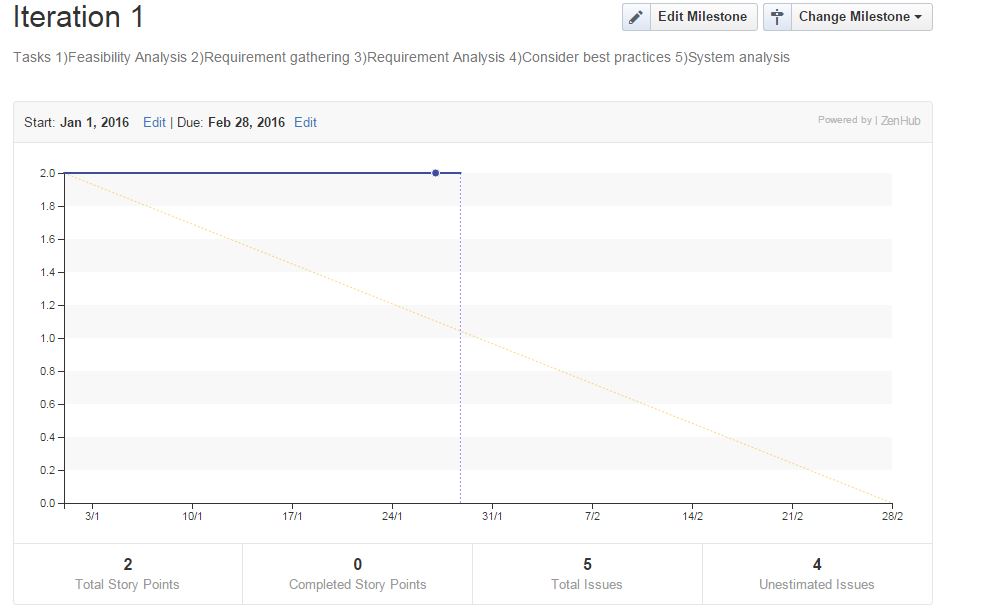 Iteration 1
Edit Milestone
Change Milestone
Tasks 1)Feasibility Analysis 2)Requirement gathering 3)Requirement Analysis 4)Consider best practices 5)System analysis
Start: Jan 1, 2016 Edit | Due: Feb 28, 2016 Edit
Powered by | ZenHub
2.0
1.8
1.6
1.4
1.2
1.0
0.8
0.6
0.4
0.2
0.0
3/1 10/1 17/1 24/1 31/1 7/2 14/2 21/2 28/2
2 0 5 4
Total Story Points Completed Story Points Total Issues Unestimated Issues